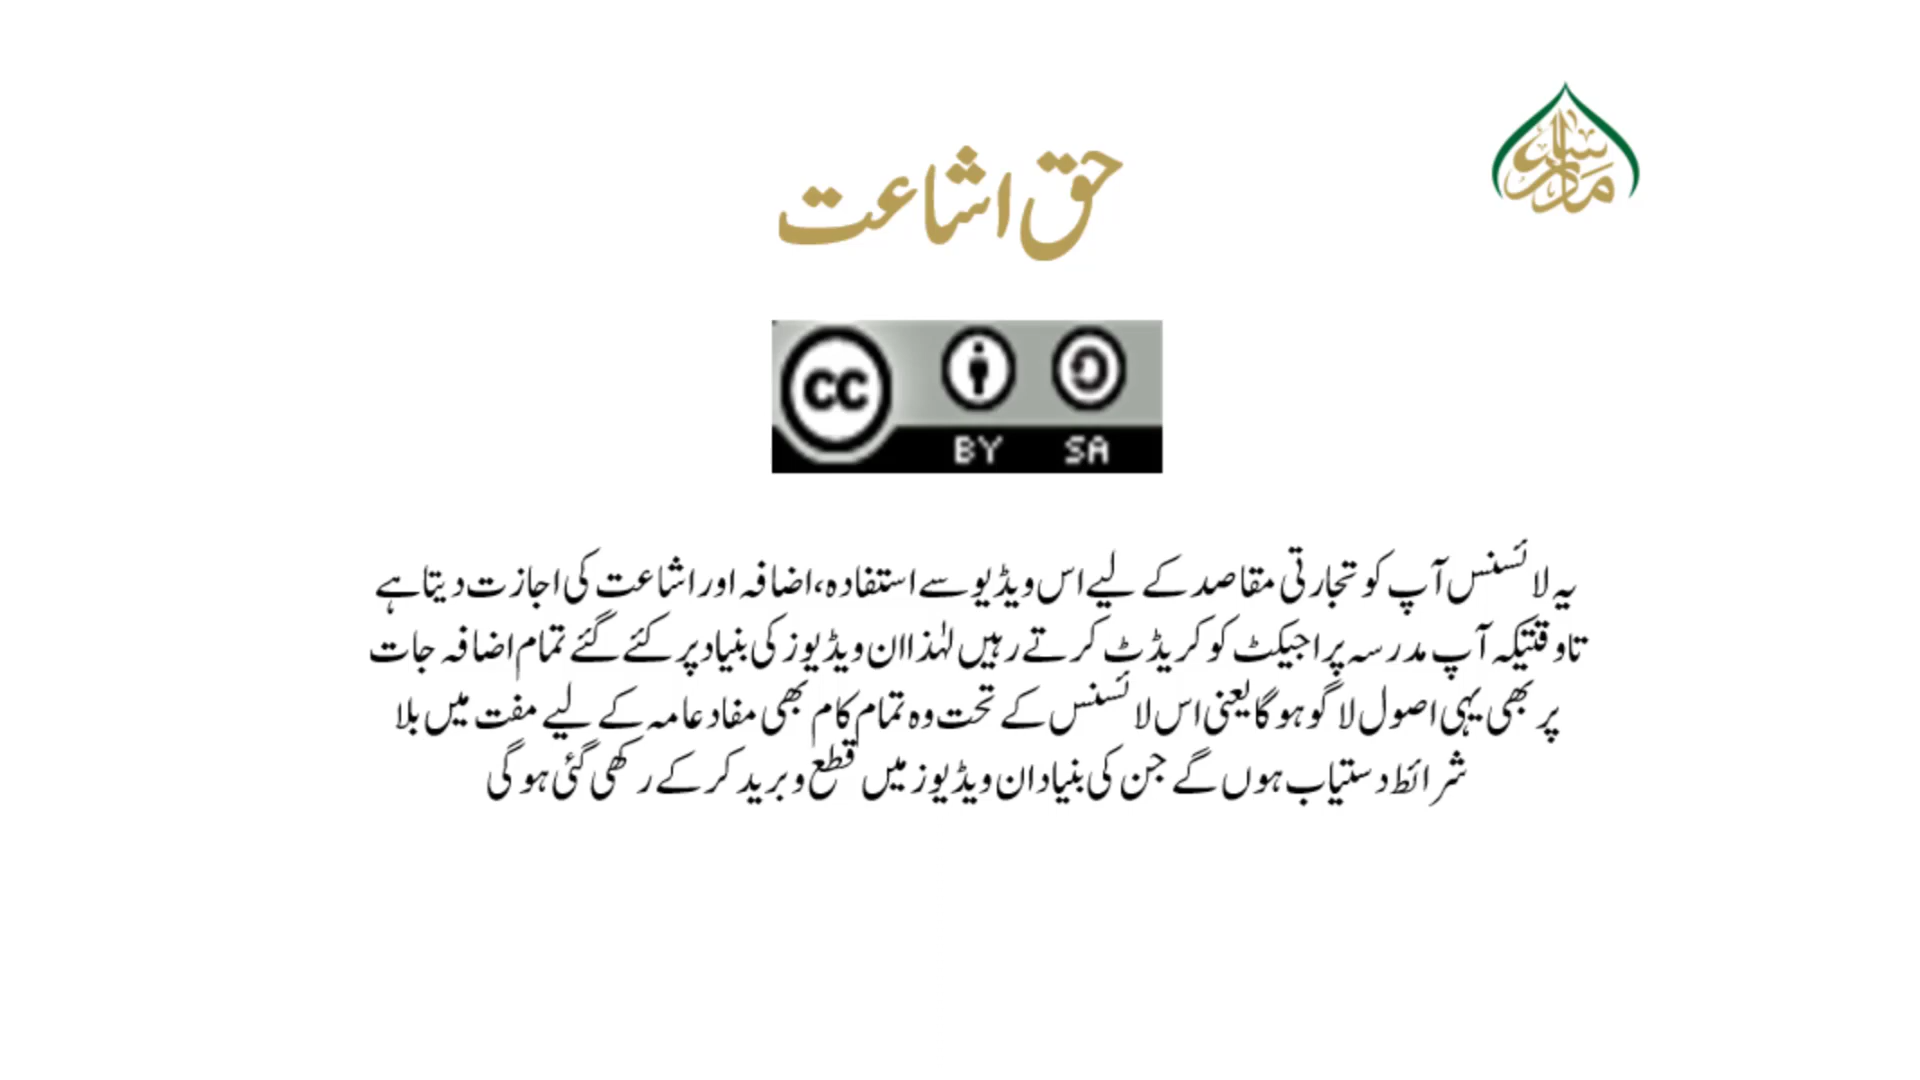 حق اشاعت
مدرسہ
cc
BY SA
یہ لائسنس آپ کو تجارتی مقاصد کے لیے اس ویڈیو سے استفادہ، اضافہ اور اشاعت کی اجازت دیتا ہے
تاوقتیکہ آپ مدرسہ پراجیکٹ کو کریڈٹ کرتے رہیں لہٰذا ان ویڈیوز کی بنیاد پر کئے گئے تمام اضافہ جات
پر بھی یہی اصول لاگو ہو گا یعنی اس لائسنس کے تحت وہ تمام کام بھی مفاد عامہ کے لیے مفت میں بلا
شرائط دستیاب ہوں گے جن کی بنیاد ان ویڈیوز میں قطع و برید کر کے رکھی گئی ہو گی